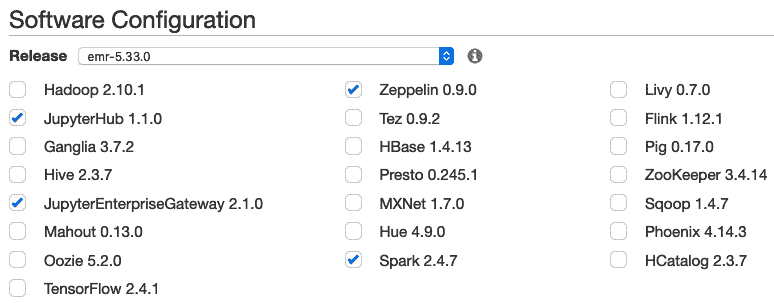 Software Configuration
Release emr-5.33.0
Hadoop 2.10.1 Zeppelin 0.9.0 Livy 0.7.0
JupyterHub 1.1.0 Tez 0.9.2 Flink 1.12.1
Ganglia 3.7.2 HBase 1.4.13 Pig 0.17.0
Hive 2.3.7 Presto 0.245.1 ZooKeeper 3.4.14
JupyterEnterpriseGateway 2.1.0 MXNet 1.7.0 Sqoop 1.4.7
Mahout 0.13.0 Hue 4.9.0 Phoenix 4.14.3
Oozie 5.2.0 Spark 2.4.7 HCatalog 2.3.7
TensorFlow 2.4.1